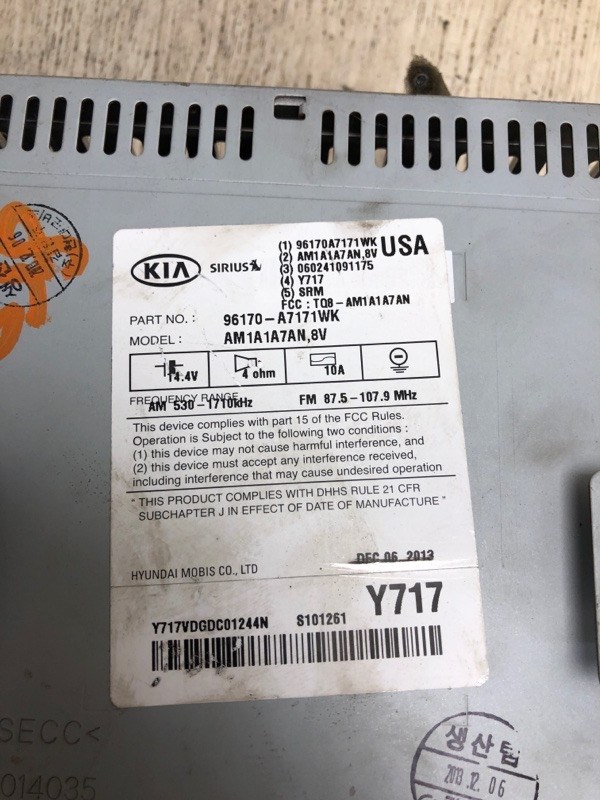 KIA
SIRIUS
(1) 96170A7171WK
(2) AM1A1A7AN,8V
(3) 060241091175
(4) Y717
(5) SRM
FCC : TQ8-AM1A1A7AN
USA
PART NO. : 96170-A7171WK
MODEL : AM1A1A7AN,8V
14.4V
4 ohm
10A
FREQUENCY RANGE
AM 530-1710kHz FM 87.5-107.9 MHz
This device complies with part 15 of the FCC Rules.
Operation is Subject to the following two conditions :
(1) this device may not cause harmful interference, and
(2) this device must accept any interference received,
including interference that may cause undesired operation
" THIS PRODUCT COMPLIES WITH DHHS RULE 21 CFR
SUBCHAPTER J IN EFFECT OF DATE OF MANUFACTURE "
DEC 06 2013
HYUNDAI MOBIS CO., LTD
Y717
Y717VDGDC01244N S101261
SECC<
014035
생산팀
2013.12.06